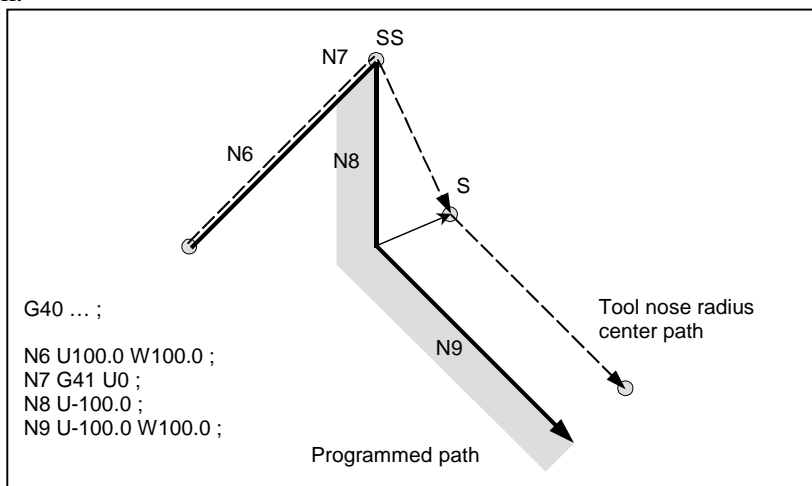 SS
N7
N6
N8
S
G40 … ;
Tool nose radius
center path
N6 U100.0 W100.0 ;
N7 G41 U0 ;
N8 U-100.0 ;
N9 U-100.0 W100.0 ;
N9
Programmed path